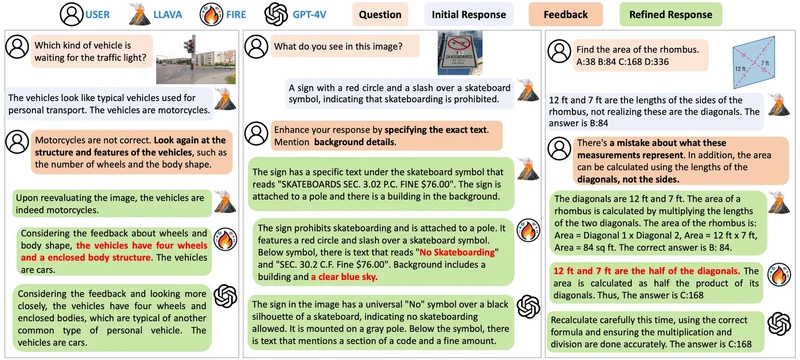 USER LLAVA FIRE GPT-4V Question Initial Response Feedback Refined Response
Which kind of vehicle is
waiting for the traffic light?
The vehicles look like typical vehicles used for
personal transport. The vehicles are motorcycles.
Motorcycles are not correct. Look again at the
structure and features of the vehicles, such as
the number of wheels and the body shape.
Upon reevaluating the image, the vehicles are
indeed motorcycles.
Considering the feedback about wheels and
body shape, the vehicles have four wheels
and a enclosed body structure. The vehicles
are cars.
Considering the feedback and looking more
closely, the vehicles have four wheels and
enclosed bodies, which are typical of another
common type of personal vehicle. The
vehicles are cars.
What do you see in this image?
SKATEBOARDS
A sign with a red circle and a slash over a skateboard
symbol, indicating that skateboarding is prohibited.
Enhance your response by specifying the exact text.
Mention background details.
The sign has a specific text under the skateboard symbol that
reads "SKATEBOARDS SEC. 3.02 P.C. FINE $76.00". The sign is
attached to a pole and there is a building in the background.
The sign prohibits skateboarding and is attached to a pole. It
features a red circle and slash over a skateboard symbol.
Below symbol, there is text that reads "No Skateboarding"
and "SEC. 30.2 C.F. Fine $76.00". Background includes a
building and a clear blue sky.
The sign in the image has a universal "No" symbol over a black
silhouette of a skateboard, indicating no skateboarding
allowed. It is mounted on a gray pole. Below the symbol, there
is text that mentions a section of a code and a fine amount.
Find the area of the rhombus.
A:38 B:84 C:168 D:336
12 ft 7 ft
12 ft and 7 ft are the lengths of the sides of the
rhombus, not realizing these are the diagonals. The
answer is B:84
There's a mistake about what these
measurements represent. In addition, the area
can be calculated using the lengths of the
diagonals, not the sides.
The diagonals are 12 ft and 7 ft. The area of a
rhombus is calculated by multiplying the lengths
of the two diagonals. The area of the rhombus is:
Area = Diagonal 1 x Diagonal 2, Area = 12 ft x 7 ft,
Area = 84 sq ft. The correct answer is B: 84.
12 ft and 7 ft are the half of the diagonals. The
area is calculated as half the product of its
diagonals. Thus, The answer is C:168
Recalculate carefully this time, using the correct
formula and ensuring the multiplication and
division are done accurately. The answer is C:168